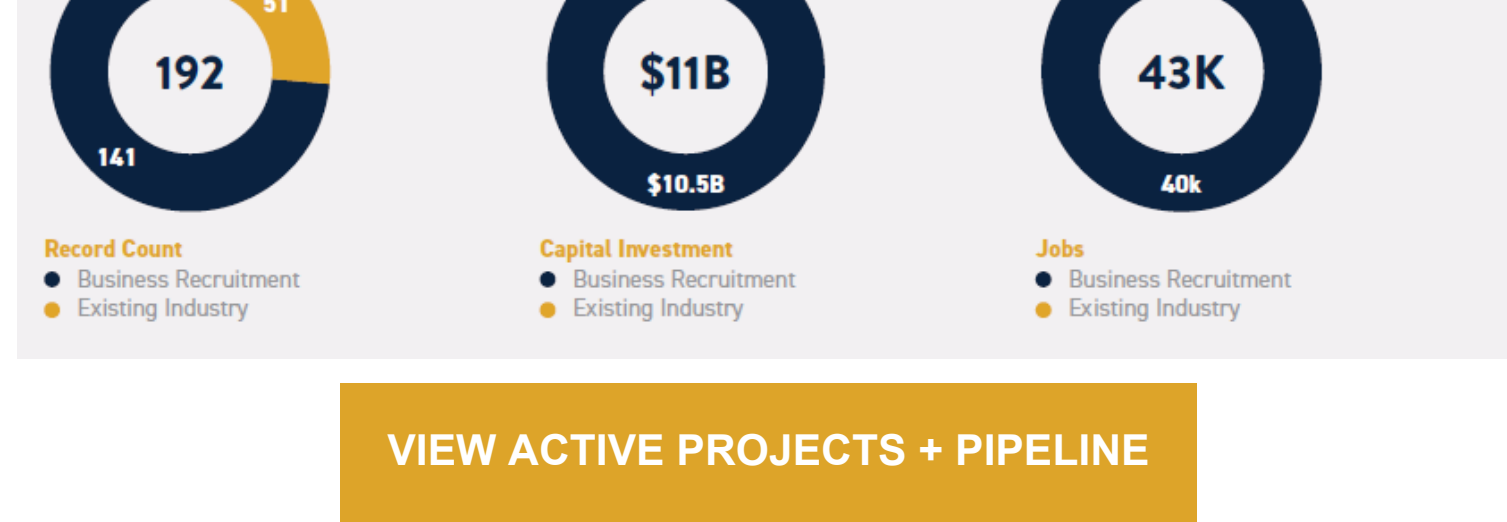 51
192
$11B
43K
141
$10.5B
40k
Record Count
Capital Investment
Jobs
Business Recruitment
Business Recruitment
Business Recruitment
Existing Industry
Existing Industry
Existing Industry
VIEW ACTIVE PROJECTS + PIPELINE